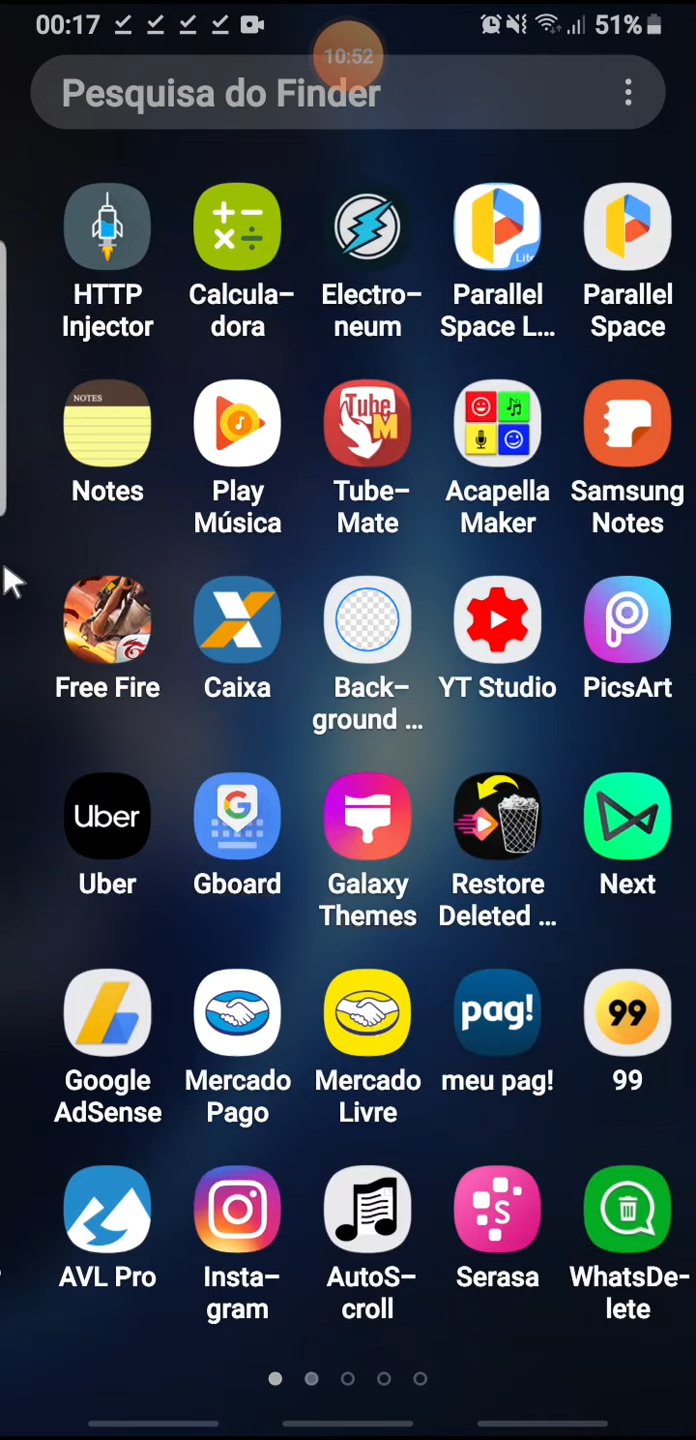 00:17
51%
10:52
Pesquisa do Finder
HTTP
Injector
Calcula-
dora
Electro-
neum
Lite
Parallel
Space L...
Parallel
Space
NOTES
Notes
Play
Música
Tube
M
Tube-
Mate
Acapella
Maker
Samsung
Notes
Free Fire
Caixa
Back-
ground ...
YT Studio
PicsArt
Uber
Uber
G
Gboard
Galaxy
Themes
Restore
Deleted ...
Next
Google
AdSense
Mercado
Pago
Mercado
Livre
pag!
meu pag!
99
99
AVL Pro
Insta-
gram
AutoS-
croll
S
Serasa
WhatsDe-
lete